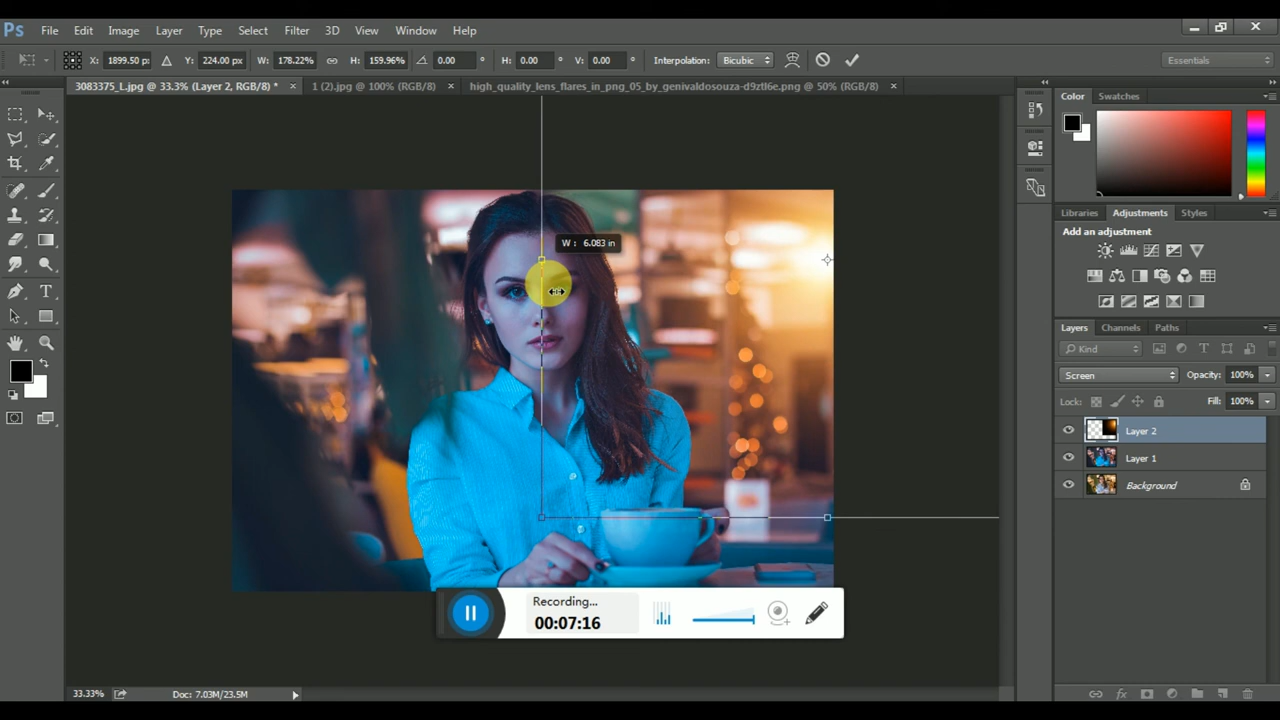 Ps File Edit Image Layer Type Select Filter 3D View Window Help
X: 1899.50 px Y: 224.00 px W: 178.22% H: 159.96% 0.00 ° H: 0.00 ° V: 0.00 ° Interpolation: Bicubic Essentials
3083375_L.jpg @ 33.3% (Layer 2, RGB/8) * × 1 (2).jpg @ 100% (RGB/8) × high_quality_lens_flares_in_png_05_by_genivaldosouza-d9ztl6e.png @ 50% (RGB/8) ×
Color Swatches
Libraries Adjustments Styles
Add an adjustment
W : 6.083 in
Layers Channels Paths
Kind
Screen Opacity: 100%
Lock: Fill: 100%
Layer 2
Layer 1
Background
Recording...
00:07:16
33.33% Doc: 7.03M/23.5M